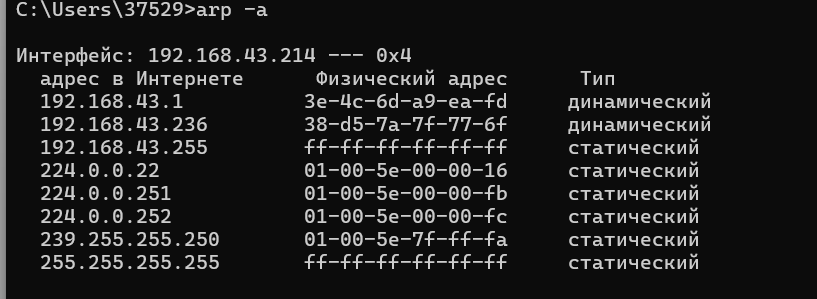 C:\Users\37529>arp -a
Интерфейс: 192.168.43.214 --- 0x4
адрес в Интернете Физический адрес Тип
192.168.43.1 3e-4c-6d-a9-ea-fd динамический
192.168.43.236 38-d5-7a-7f-77-6f динамический
192.168.43.255 ff-ff-ff-ff-ff-ff статический
224.0.0.22 01-00-5e-00-00-16 статический
224.0.0.251 01-00-5e-00-00-fb статический
224.0.0.252 01-00-5e-00-00-fc статический
239.255.255.250 01-00-5e-7f-ff-fa статический
255.255.255.255 ff-ff-ff-ff-ff-ff статический